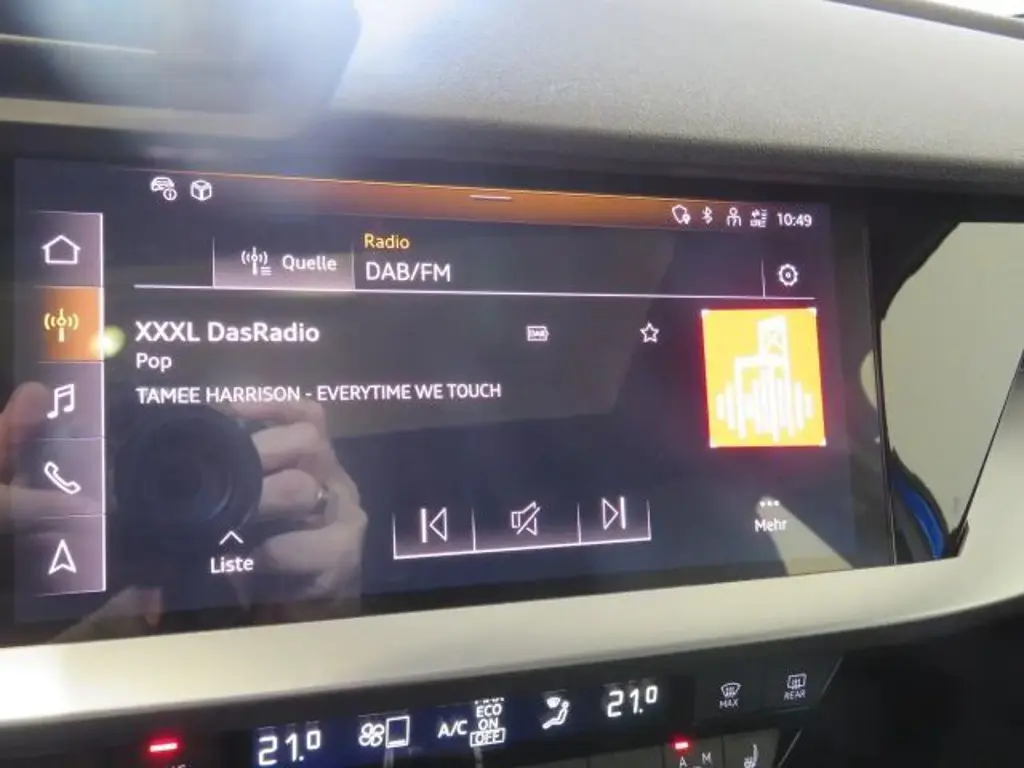 10:49
Radio
Quelle
DAB/FM
XXXL DasRadio
DAB
Pop
TAMEE HARRISON - EVERYTIME WE TOUCH
Mehr
Liste
21.0
A/C
ECO
ON
OFF
21.0
MAX
REAR
A M